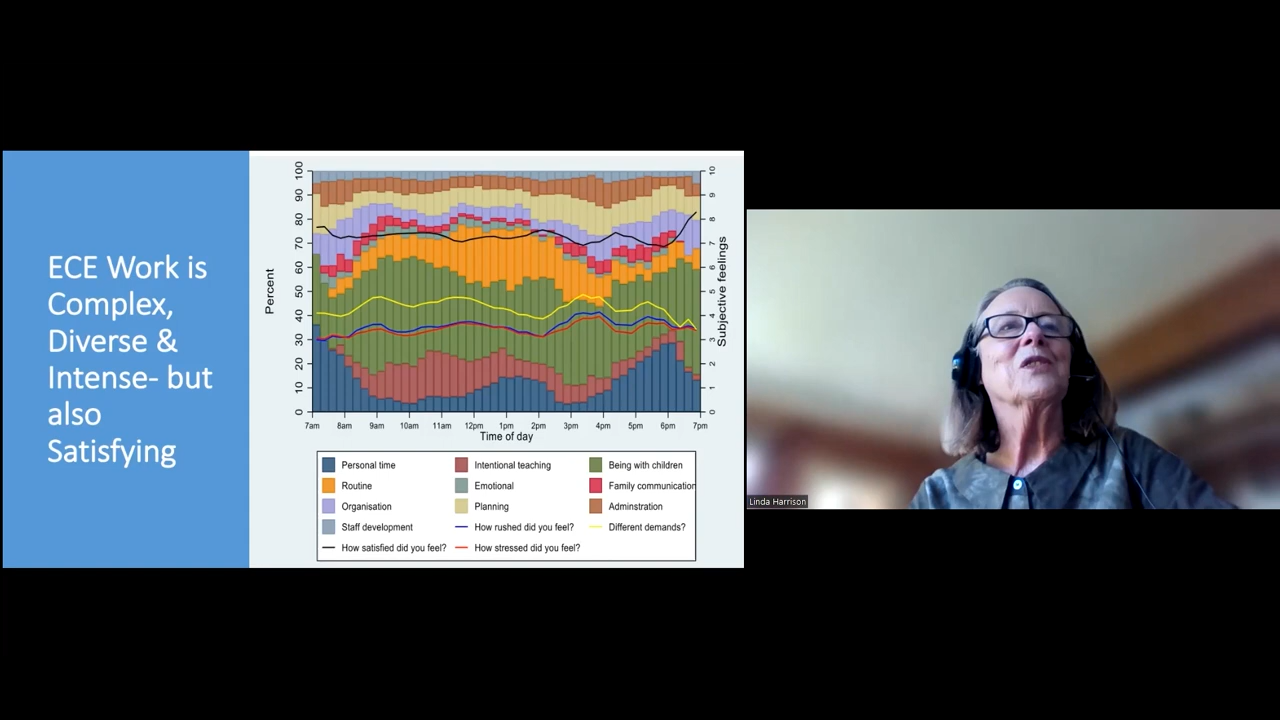 ECE Work is
Complex,
Diverse &
Intense- but
also
Satisfying
Percent
0
10
20
30
40
50
60
70
80
90
100
Subjective feelings
0
1
2
3
4
5
6
7
8
9
10
7am 8am 9am 10am 11am 12pm 1pm 2pm 3pm 4pm 5pm 6pm 7pm
Time of day
Personal time Intentional teaching Being with children
Routine Emotional Family communication
Organisation Planning Adminstration
Staff development How rushed did you feel? Different demands?
How satisfied did you feel? How stressed did you feel?
Linda Harrison